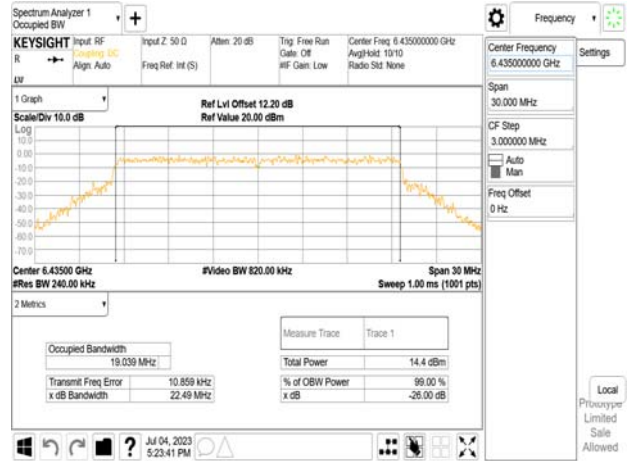 Spectrum Analyzer 1
Occupied BW
KEYSIGHT
R
Input: RF
Coupling: DC
Align: Auto
Input Z: 50 Ω
Freq Ref: Int (S)
Atten: 20 dB
Trig: Free Run
Gate: Off
#IF Gain: Low
Center Freq: 6.435000000 GHz
Avg|Hold: 10/10
Radio Std: None
1 Graph
Scale/Div 10.0 dB
Ref Lvl Offset 12.20 dB
Ref Value 20.00 dBm
Log
10.0
0.00
-10.0
-20.0
-30.0
-40.0
-50.0
-60.0
-70.0
Center 6.43500 GHz
#Res BW 240.00 kHz
#Video BW 820.00 kHz
Span 30 MHz
Sweep 1.00 ms (1001 pts)
2 Metrics
Measure Trace
Trace 1
Occupied Bandwidth
19.039 MHz
Total Power
14.4 dBm
Transmit Freq Error
10.859 kHz
% of OBW Power
99.00 %
x dB Bandwidth
22.49 MHz
x dB
-26.00 dB
Jul 04, 2023
5:23:41 PM
Frequency
Center Frequency
6.435000000 GHz
Settings
Span
30.000 MHz
CF Step
3.000000 MHz
Auto
Man
Freq Offset
0 Hz
Local
Prototype
Limited
Sale
Allowed